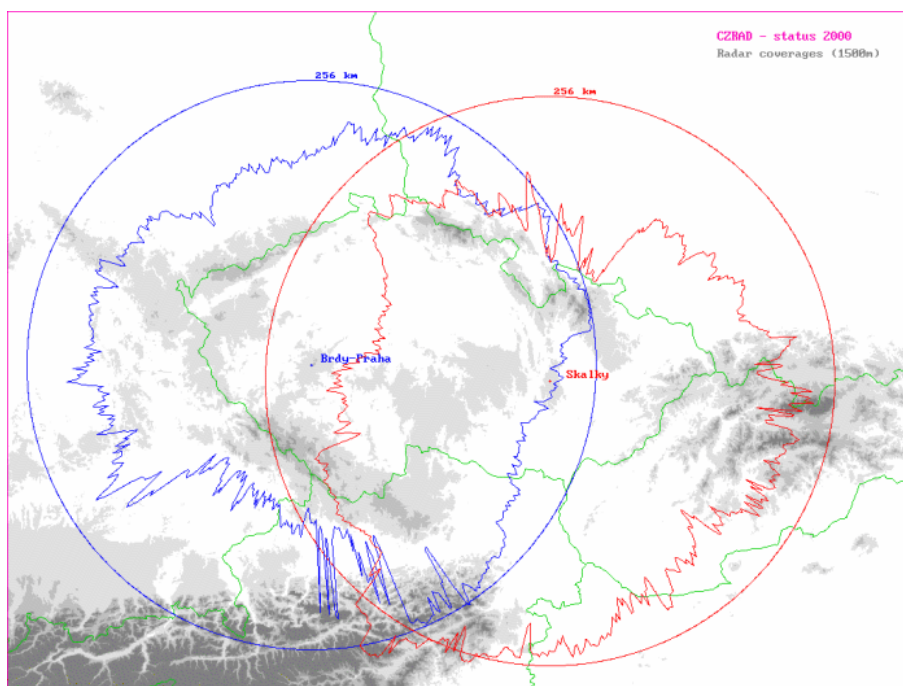 CZRAD - status 2000
Radar coverages (1500m)
256 km
256 km
Brdy-Praha
Skalky